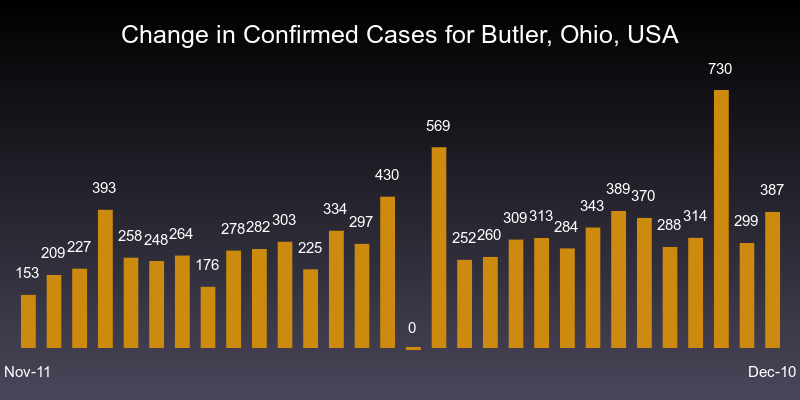 Change in Confirmed Cases for Butler, Ohio, USA
153 209 227 393 258 248 264 176 278 282 303 225 334 297 430 0 569 252 260 309 313 284 343 389 370 288 314 730 299 387
Nov-11 Dec-10